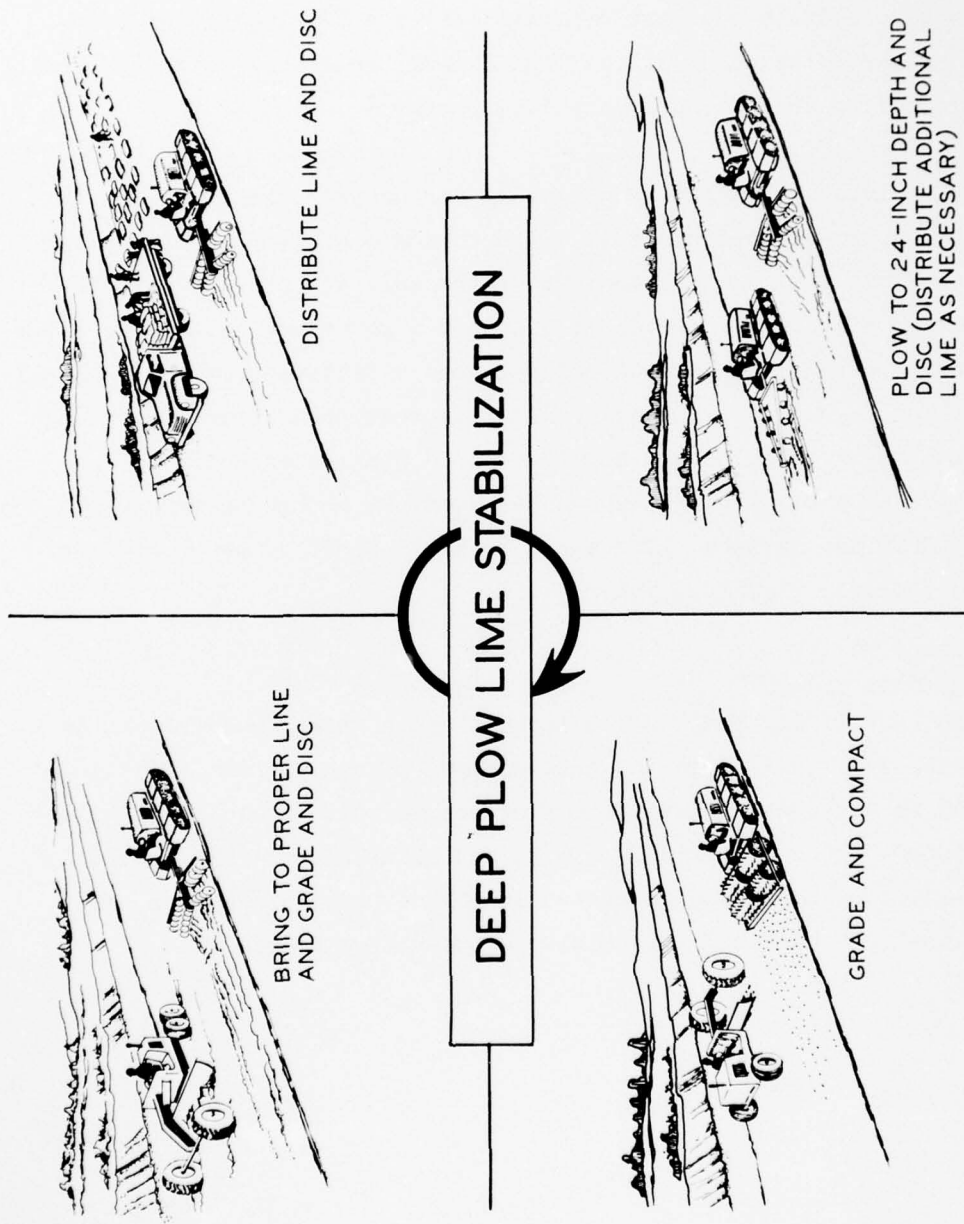 BRING TO PROPER LINE
AND GRADE AND DISC
DISTRIBUTE LIME AND DISC
DEEP PLOW LIME STABILIZATION
GRADE AND COMPACT
PLOW TO 24-INCH DEPTH AND
DISC (DISTRIBUTE ADDITIONAL
LIME AS NECESSARY)